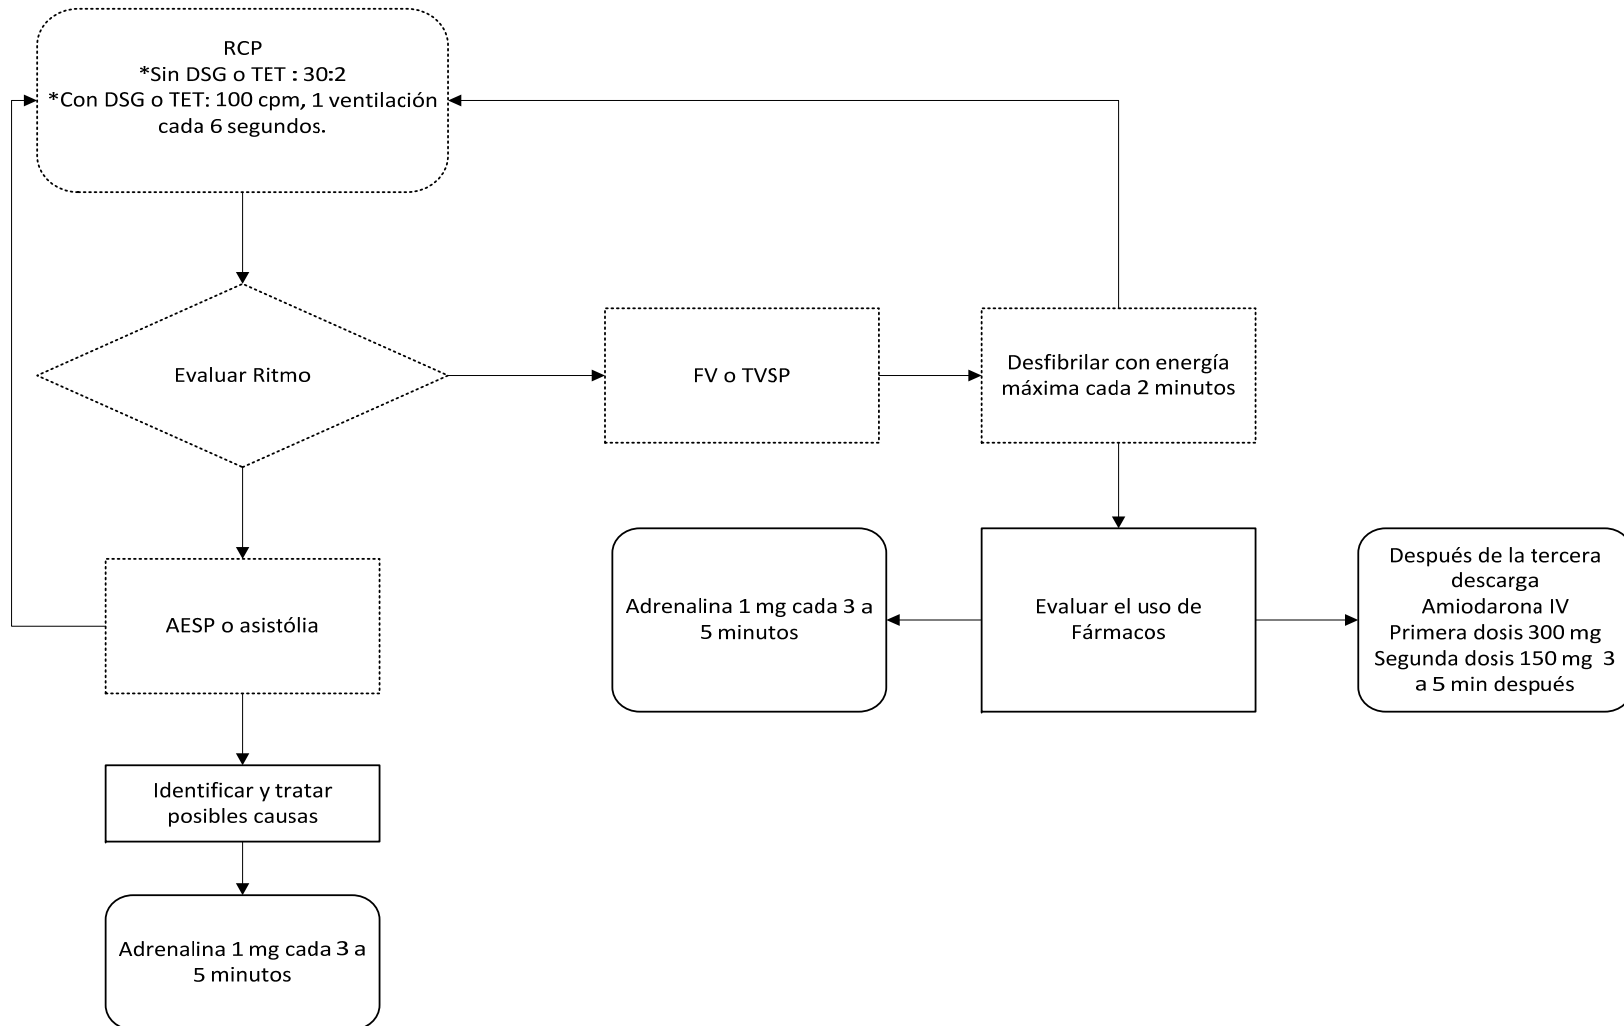 RCP
*Sin DSG o TET : 30:2
*Con DSG o TET: 100 cpm, 1 ventilación
cada 6 segundos.
Evaluar Ritmo
FV o TVSP
Desfibrilar con energía
máxima cada 2 minutos
AESP o asistólia
Adrenalina 1 mg cada 3 a
5 minutos
Evaluar el uso de
Fármacos
Después de la tercera
descarga
Amiodarona IV
Primera dosis 300 mg
Segunda dosis 150 mg 3
a 5 min después
Identificar y tratar
posibles causas
Adrenalina 1 mg cada 3 a
5 minutos